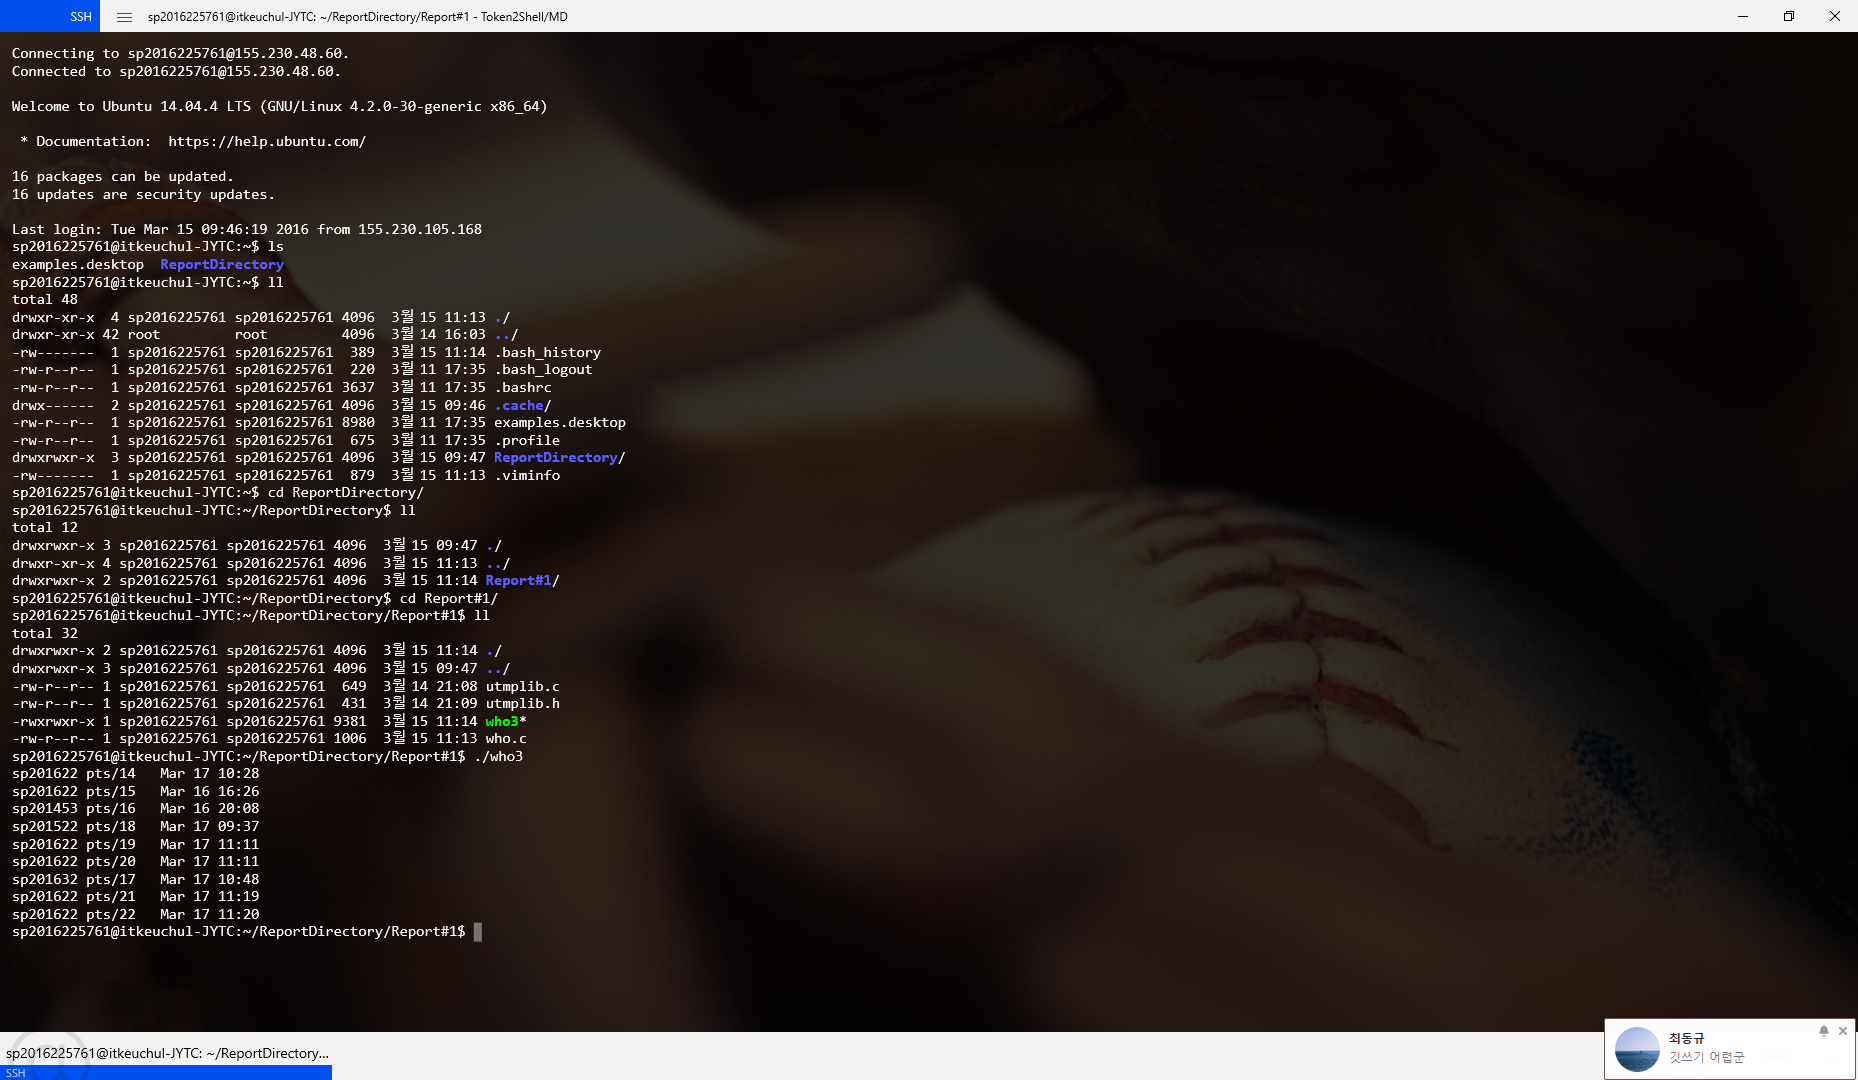 SSH
sp2016225761@itkeuchul-JYTC: ~/ReportDirectory/Report#1 - Token2Shell/MD
Connecting to sp2016225761@155.230.48.60.
Connected to sp2016225761@155.230.48.60.
Welcome to Ubuntu 14.04.4 LTS (GNU/Linux 4.2.0-30-generic x86_64)
* Documentation:  https://help.ubuntu.com/
16 packages can be updated.
16 updates are security updates.
Last login: Tue Mar 15 09:46:19 2016 from 155.230.105.168
sp2016225761@itkeuchul-JYTC:~$ ls
examples.desktop  ReportDirectory
sp2016225761@itkeuchul-JYTC:~$ ll
total 48
drwxr-xr-x  4 sp2016225761 sp2016225761 4096  3월 15 11:13 ./
drwxr-xr-x 42 root         root         4096  3월 14 16:03 ../
-rw-------  1 sp2016225761 sp2016225761  389  3월 15 11:14 .bash_history
-rw-r--r--  1 sp2016225761 sp2016225761  220  3월 11 17:35 .bash_logout
-rw-r--r--  1 sp2016225761 sp2016225761 3637  3월 11 17:35 .bashrc
drwx------  2 sp2016225761 sp2016225761 4096  3월 15 09:46 .cache/
-rw-r--r--  1 sp2016225761 sp2016225761 8980  3월 11 17:35 examples.desktop
-rw-r--r--  1 sp2016225761 sp2016225761  675  3월 11 17:35 .profile
drwxrwxr-x  3 sp2016225761 sp2016225761 4096  3월 15 09:47 ReportDirectory/
-rw-------  1 sp2016225761 sp2016225761  879  3월 15 11:13 .viminfo
sp2016225761@itkeuchul-JYTC:~$ cd ReportDirectory/
sp2016225761@itkeuchul-JYTC:~/ReportDirectory$ ll
total 12
drwxrwxr-x 3 sp2016225761 sp2016225761 4096  3월 15 09:47 ./
drwxr-xr-x 4 sp2016225761 sp2016225761 4096  3월 15 11:13 ../
drwxrwxr-x 2 sp2016225761 sp2016225761 4096  3월 15 11:14 Report#1/
sp2016225761@itkeuchul-JYTC:~/ReportDirectory$ cd Report#1/
sp2016225761@itkeuchul-JYTC:~/ReportDirectory/Report#1$ ll
total 32
drwxrwxr-x 2 sp2016225761 sp2016225761 4096  3월 15 11:14 ./
drwxrwxr-x 3 sp2016225761 sp2016225761 4096  3월 15 09:47 ../
-rw-r--r-- 1 sp2016225761 sp2016225761  649  3월 14 21:08 utmplib.c
-rw-r--r-- 1 sp2016225761 sp2016225761  431  3월 14 21:09 utmplib.h
-rwxrwxr-x 1 sp2016225761 sp2016225761 9381  3월 15 11:14 who3*
-rw-r--r-- 1 sp2016225761 sp2016225761 1006  3월 15 11:13 who.c
sp2016225761@itkeuchul-JYTC:~/ReportDirectory/Report#1$ ./who3
sp201622 pts/14   Mar 17 10:28
sp201622 pts/15   Mar 16 16:26
sp201453 pts/16   Mar 16 20:08
sp201522 pts/18   Mar 17 09:37
sp201622 pts/19   Mar 17 11:11
sp201622 pts/20   Mar 17 11:11
sp201632 pts/17   Mar 17 10:48
sp201622 pts/21   Mar 17 11:19
sp201622 pts/22   Mar 17 11:20
sp2016225761@itkeuchul-JYTC:~/ReportDirectory/Report#1$
sp2016225761@itkeuchul-JYTC: ~/ReportDirectory...
SSH
최동규
깃쓰기 어렵군